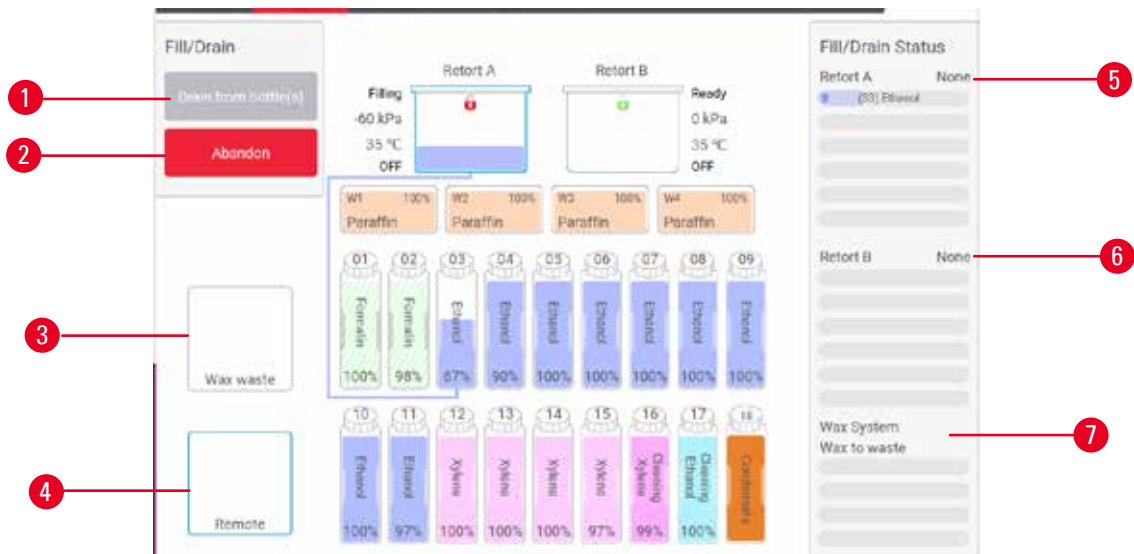 Fill/Drain
Drain from bottle(s)
Abandon
Wax waste
Remote
Retort A
Filling
-60 kPa
35 °C
OFF
Retort B
Ready
0 kPa
35 °C
OFF
W1 100%
Paraffin
W2 100%
Paraffin
W3 100%
Paraffin
W4 100%
Paraffin
01 02 03 04 05 06 07 08 09
Formalin Formalin Ethanol Ethanol Ethanol Ethanol Ethanol Ethanol Ethanol
100% 98% 67% 90% 100% 100% 100% 100% 100%
10 11 12 13 14 15 16 17 18
Ethanol Ethanol Xylene Xylene Xylene Xylene Cleaning Xylene Cleaning Ethanol Condensate
100% 97% 100% 100% 100% 97% 99% 100%
Fill/Drain Status
Retort A None
(S3) Ethanol
Retort B None
Wax System
Wax to waste
1
2
3
4
5
6
7